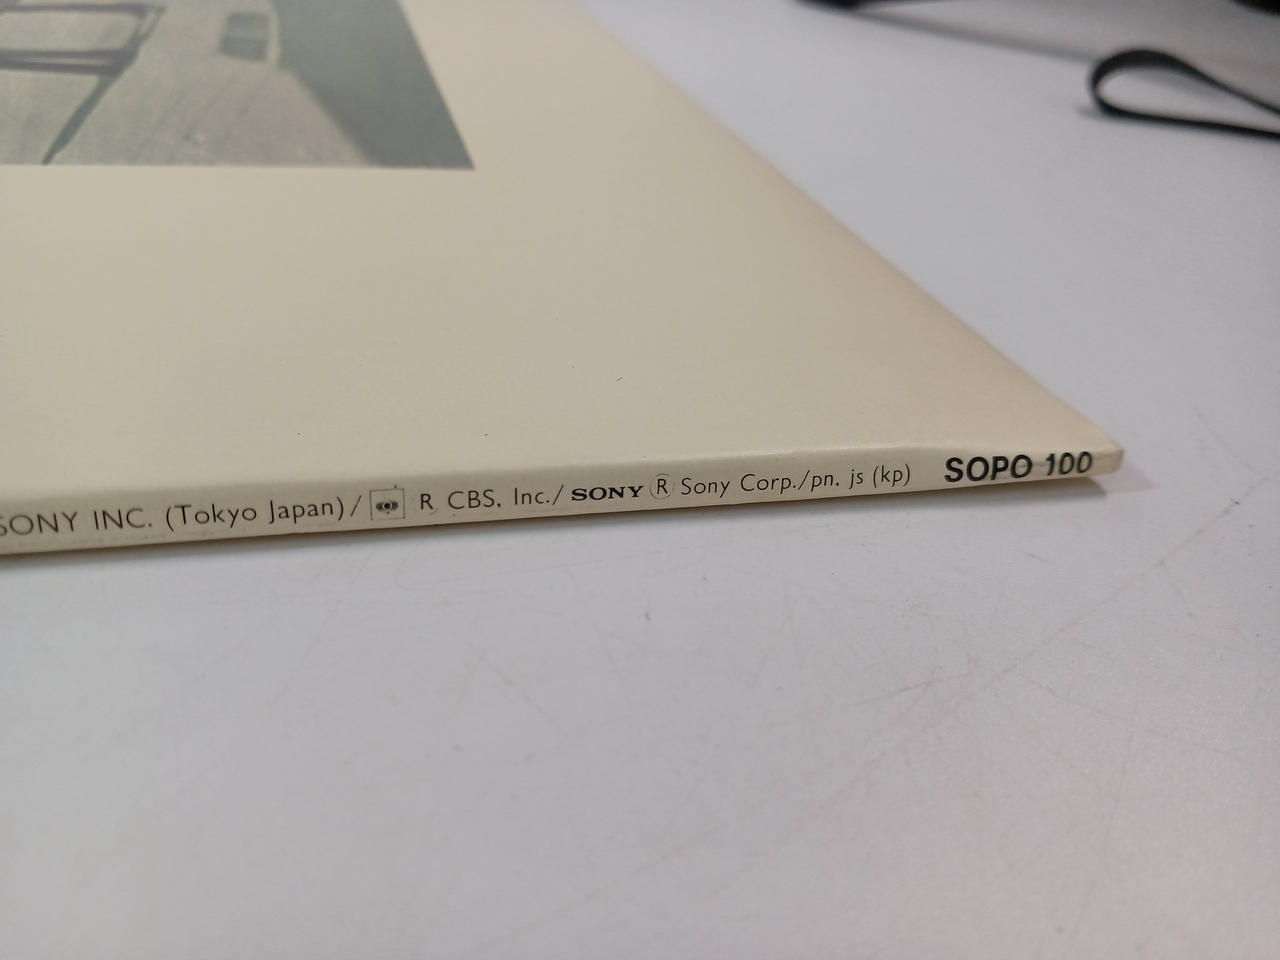 SONY INC. (Tokyo Japan)/ R CBS, Inc./ SONY Ⓡ Sony Corp./pn, js (kp) SOPO 100